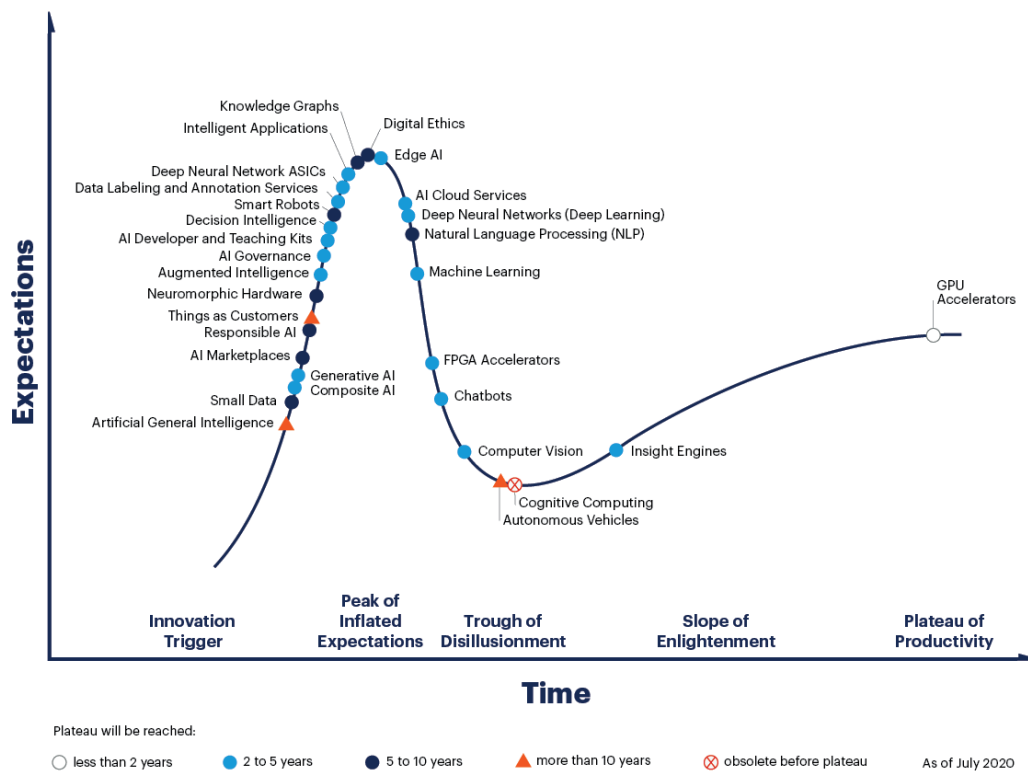 Knowledge Graphs
Intelligent Applications
Digital Ethics
Edge AI
Deep Neural Network ASICs
Data Labeling and Annotation Services
Smart Robots
Decision Intelligence
AI Developer and Teaching Kits
AI Governance
Augmented Intelligence
Neuromorphic Hardware
Things as Customers
Responsible AI
AI Marketplaces
Generative AI
Composite AI
Small Data
Artificial General Intelligence
AI Cloud Services
Deep Neural Networks (Deep Learning)
Natural Language Processing (NLP)
Machine Learning
FPGA Accelerators
Chatbots
Computer Vision
Insight Engines
Cognitive Computing
Autonomous Vehicles
GPU
Accelerators
Expectations
Innovation
Trigger
Peak of
Inflated
Expectations
Trough of
Disillusionment
Slope of
Enlightenment
Plateau of
Productivity
Time
Plateau will be reached:
less than 2 years
2 to 5 years
5 to 10 years
more than 10 years
obsolete before plateau
As of July 2020